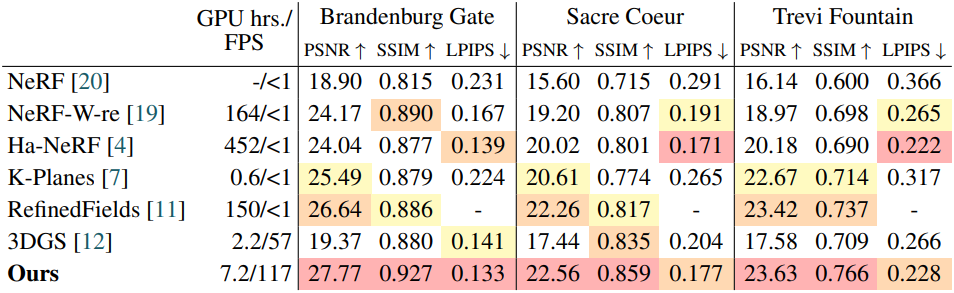 GPU hrs./ Brandenburg Gate Sacre Coeur Trevi Fountain
FPS PSNR ↑ SSIM ↑ LPIPS ↓ PSNR ↑ SSIM ↑ LPIPS ↓ PSNR ↑ SSIM ↑ LPIPS ↓
NeRF [20] -/<1 18.90 0.815 0.231 15.60 0.715 0.291 16.14 0.600 0.366
NeRF-W-re [19] 164/<1 24.17 0.890 0.167 19.20 0.807 0.191 18.97 0.698 0.265
Ha-NeRF [4] 452/<1 24.04 0.877 0.139 20.02 0.801 0.171 20.18 0.690 0.222
K-Planes [7] 0.6/<1 25.49 0.879 0.224 20.61 0.774 0.265 22.67 0.714 0.317
RefinedFields [11] 150/<1 26.64 0.886 - 22.26 0.817 - 23.42 0.737 -
3DGS [12] 2.2/57 19.37 0.880 0.141 17.44 0.835 0.204 17.58 0.709 0.266
Ours 7.2/117 27.77 0.927 0.133 22.56 0.859 0.177 23.63 0.766 0.228